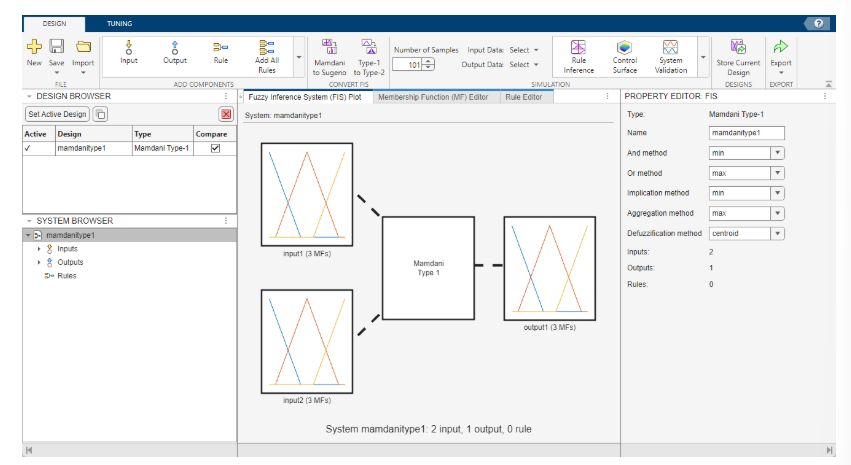 DESIGN TUNING
?
New Save Import Input Output Rule Add All Rules Mamdani to Sugeno Type-1 to Type-2 Number of Samples 101 Input Data: Select Output Data: Select Rule Inference Control Surface System Validation Store Current Design Export
FILE ADD COMPONENTS CONVERT FIS SIMULATION DESIGNS EXPORT
DESIGN BROWSER
Set Active Design
Active Design Type Compare
✓ mamdanitype1 Mamdani Type-1 ✓
SYSTEM BROWSER
mamdanitype1
Inputs
Outputs
Rules
Fuzzy Inference System (FIS) Plot Membership Function (MF) Editor Rule Editor
System: mamdanitype1
input1 (3 MFs)
Mamdani
Type 1
output1 (3 MFs)
input2 (3 MFs)
System mamdanitype1: 2 input, 1 output, 0 rule
PROPERTY EDITOR: FIS
Type: Mamdani Type-1
Name mamdanitype1
And method min
Or method max
Implication method min
Aggregation method max
Defuzzification method centroid
Inputs: 2
Outputs: 1
Rules: 0